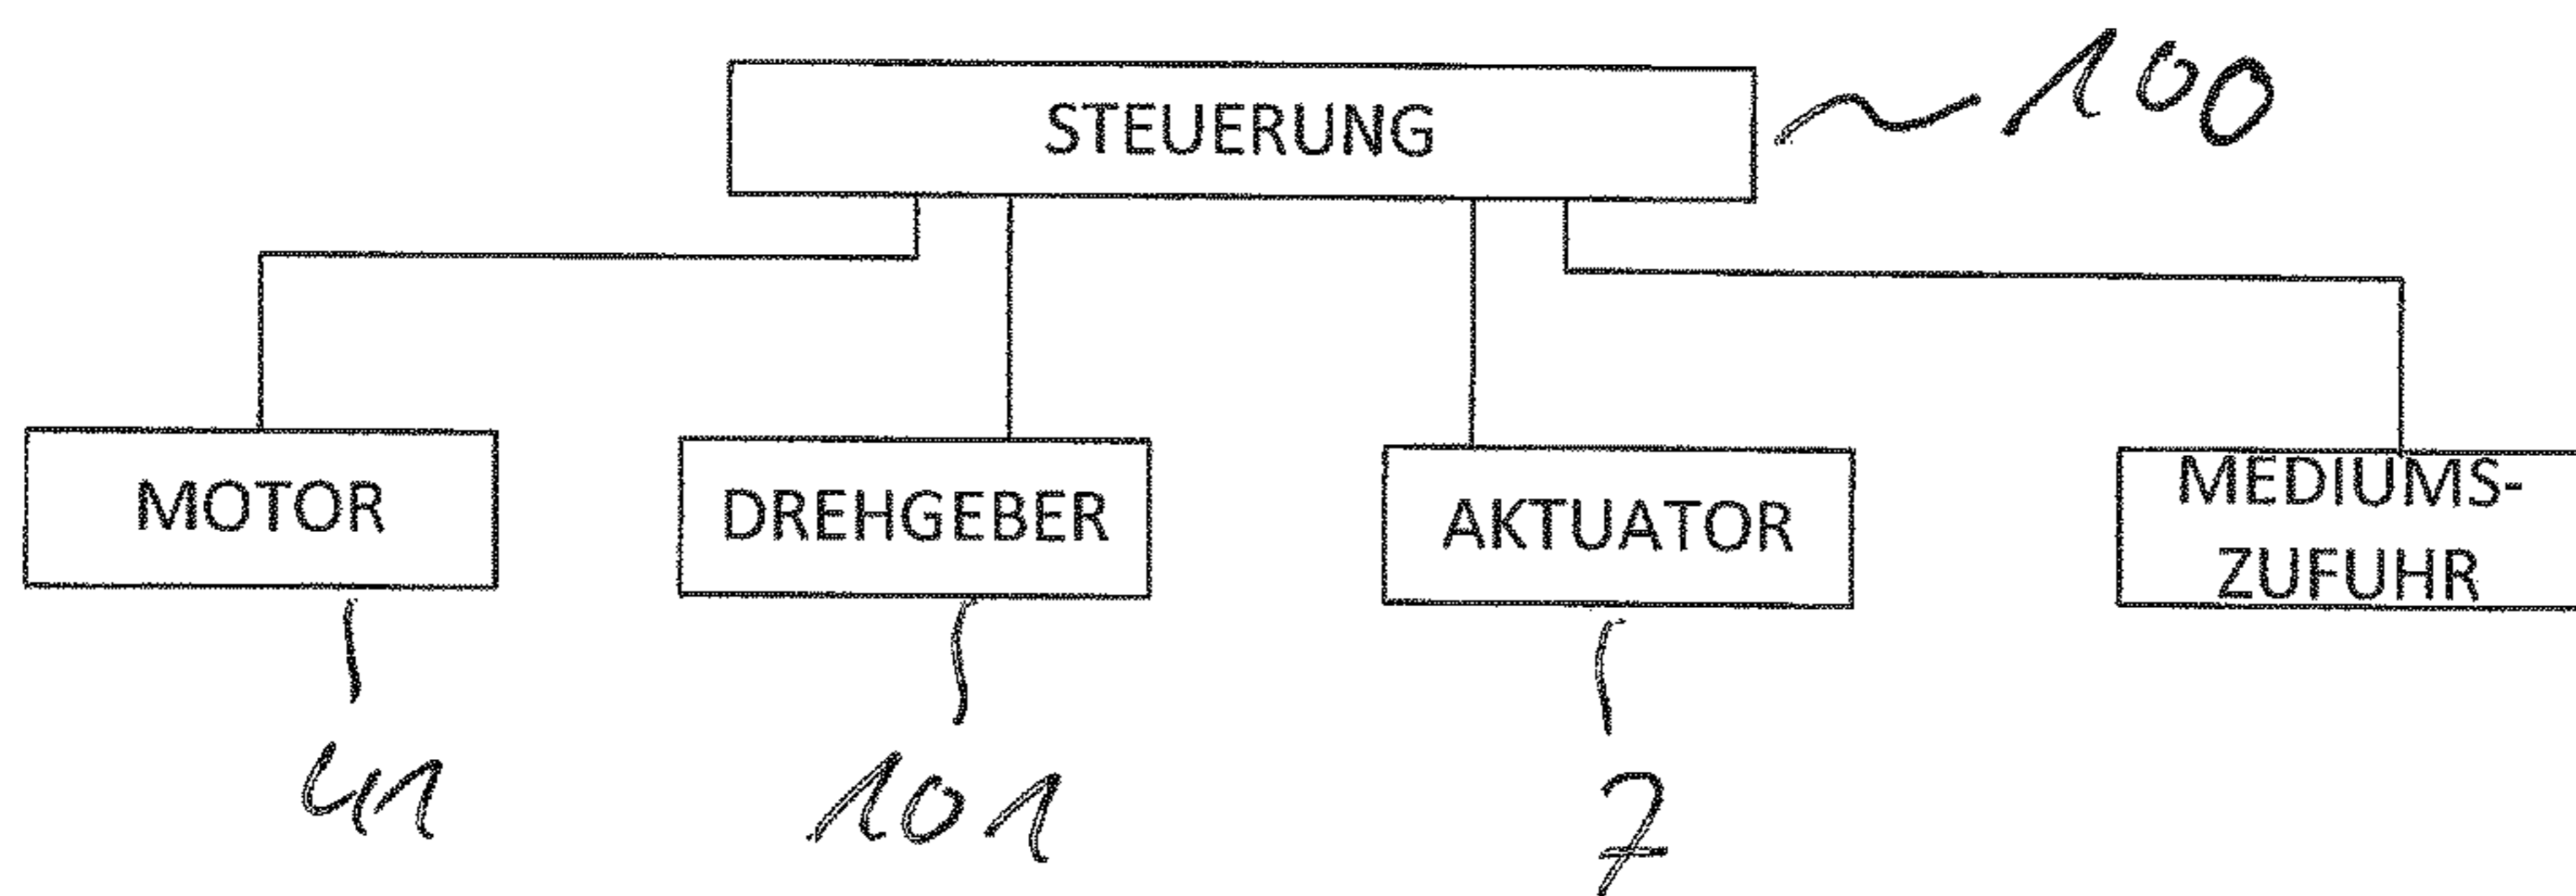 STEUERUNG
100
MOTOR
DREHGEBER
AKTUATOR
MEDIUMS-
ZUFUHR
41
101
7